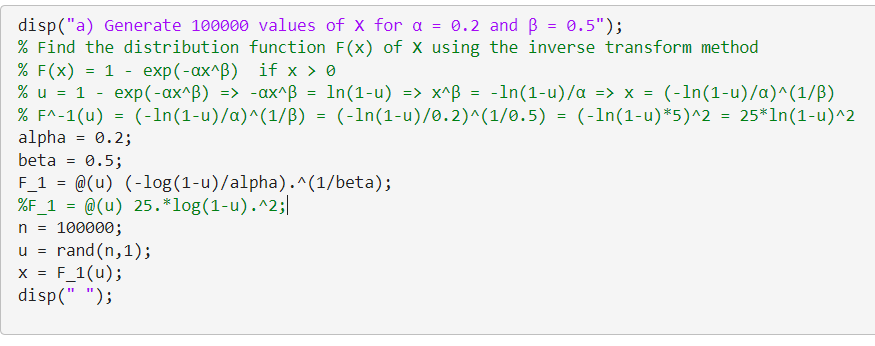 disp("a) Generate 100000 values of X for α = 0.2 and β = 0.5");
% Find the distribution function F(x) of X using the inverse transform method
% F(x) = 1 - exp(-αx^β)  if x > 0
% u = 1 - exp(-αx^β) => -αx^β = ln(1-u) => x^β = -ln(1-u)/α => x = (-ln(1-u)/α)^(1/β)
% F^-1(u) = (-ln(1-u)/α)^(1/β) = (-ln(1-u)/0.2)^(1/0.5) = (-ln(1-u)*5)^2 = 25*ln(1-u)^2
alpha = 0.2;
beta = 0.5;
F_1 = @(u) (-log(1-u)/alpha).^(1/beta);
%F_1 = @(u) 25.*log(1-u).^2;
n = 100000;
u = rand(n,1);
x = F_1(u);
disp(" ");